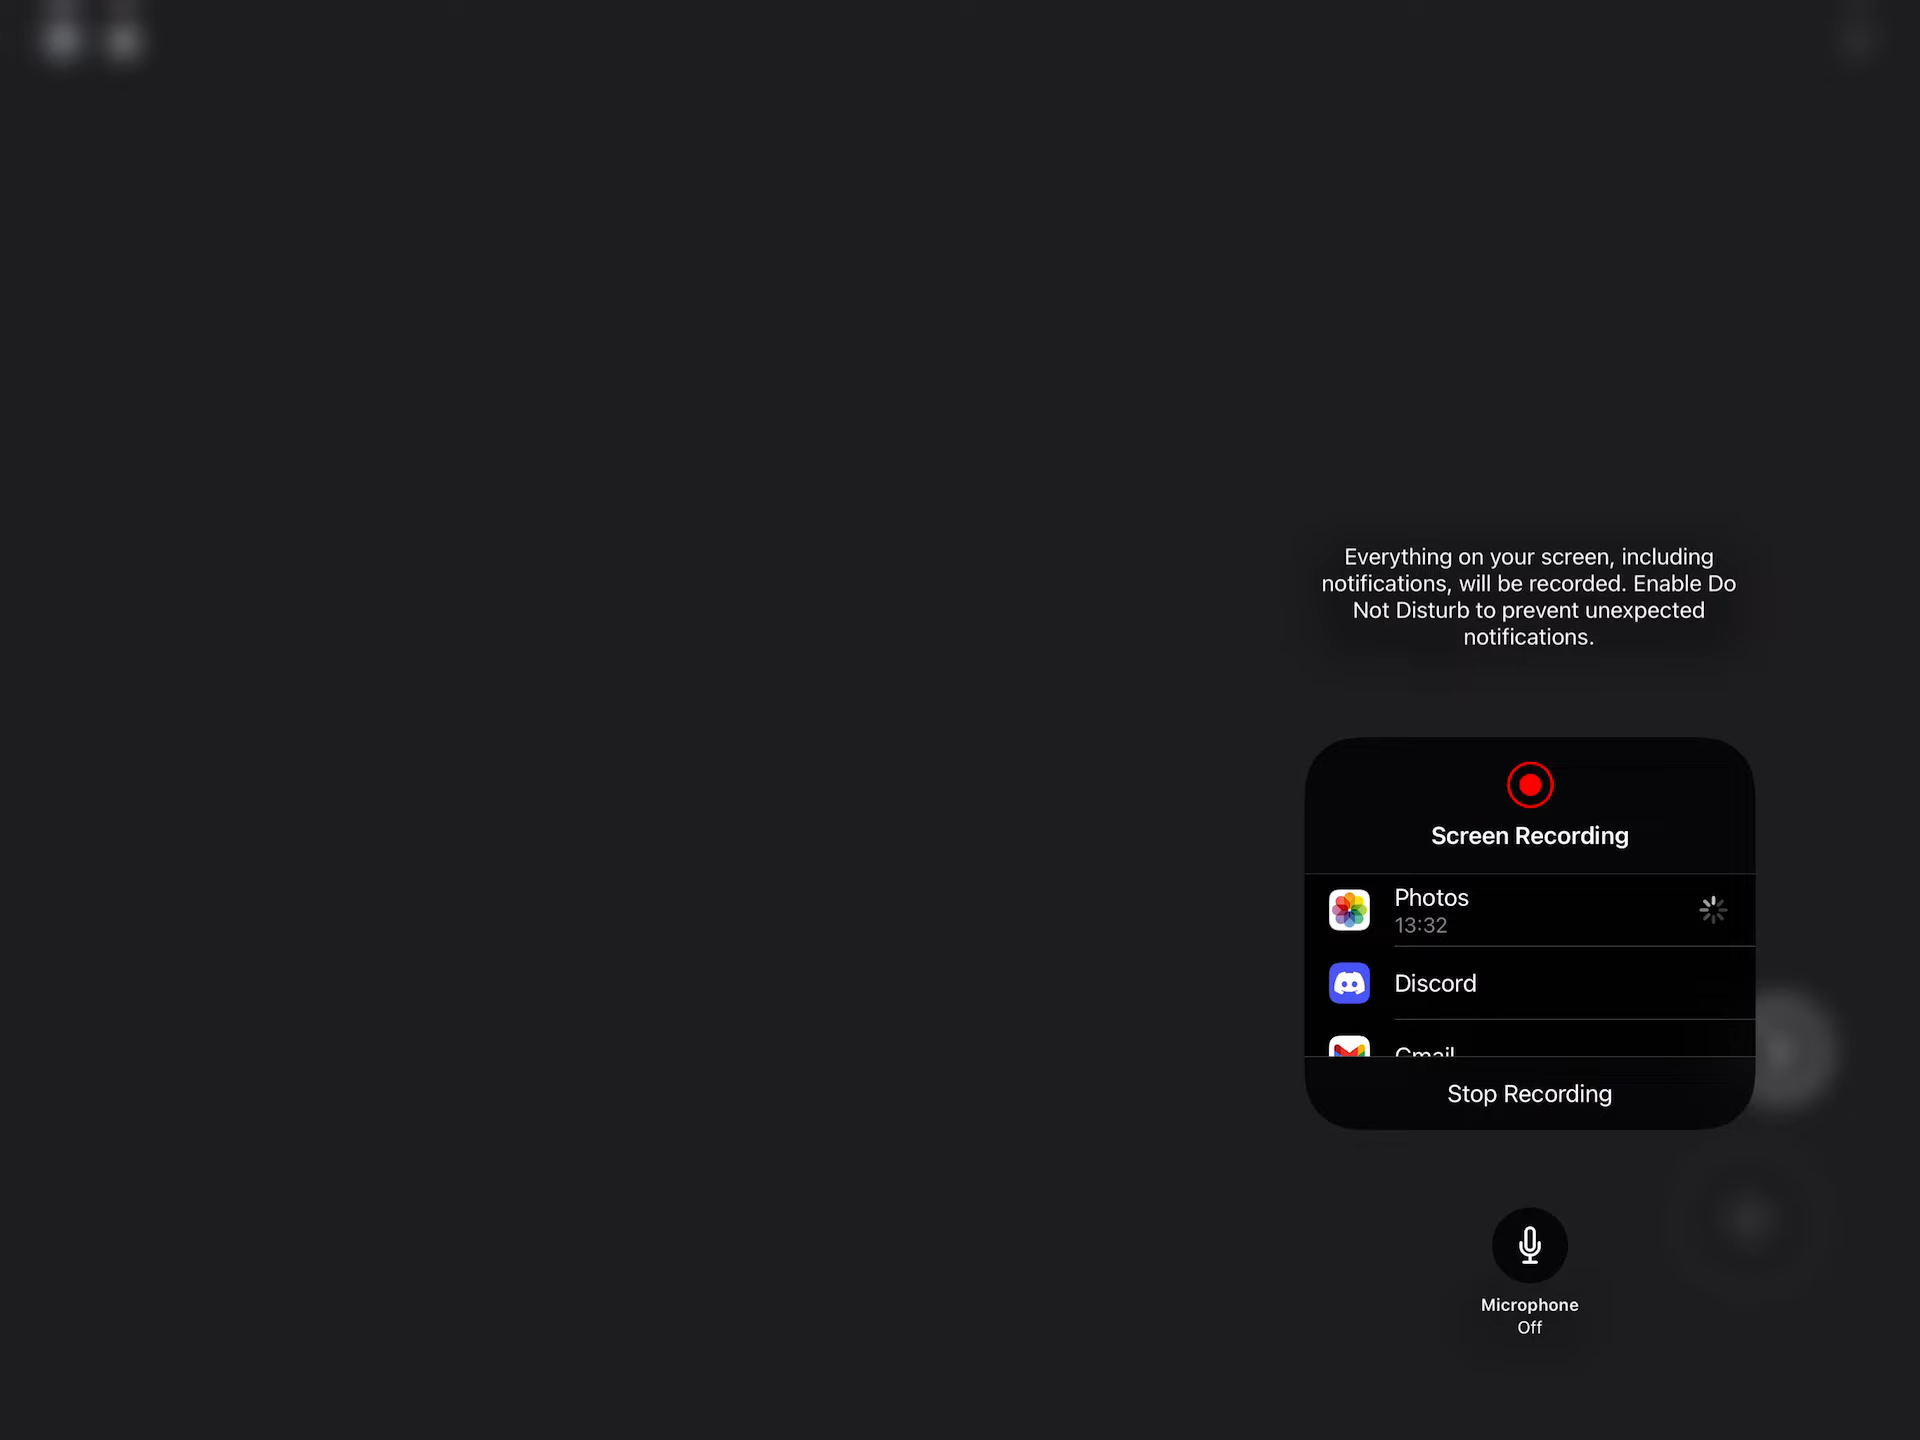 Everything on your screen, including
notifications, will be recorded. Enable Do
Not Disturb to prevent unexpected
notifications.
Screen Recording
Photos
13:32
Discord
Gmail
Stop Recording
Microphone
Off